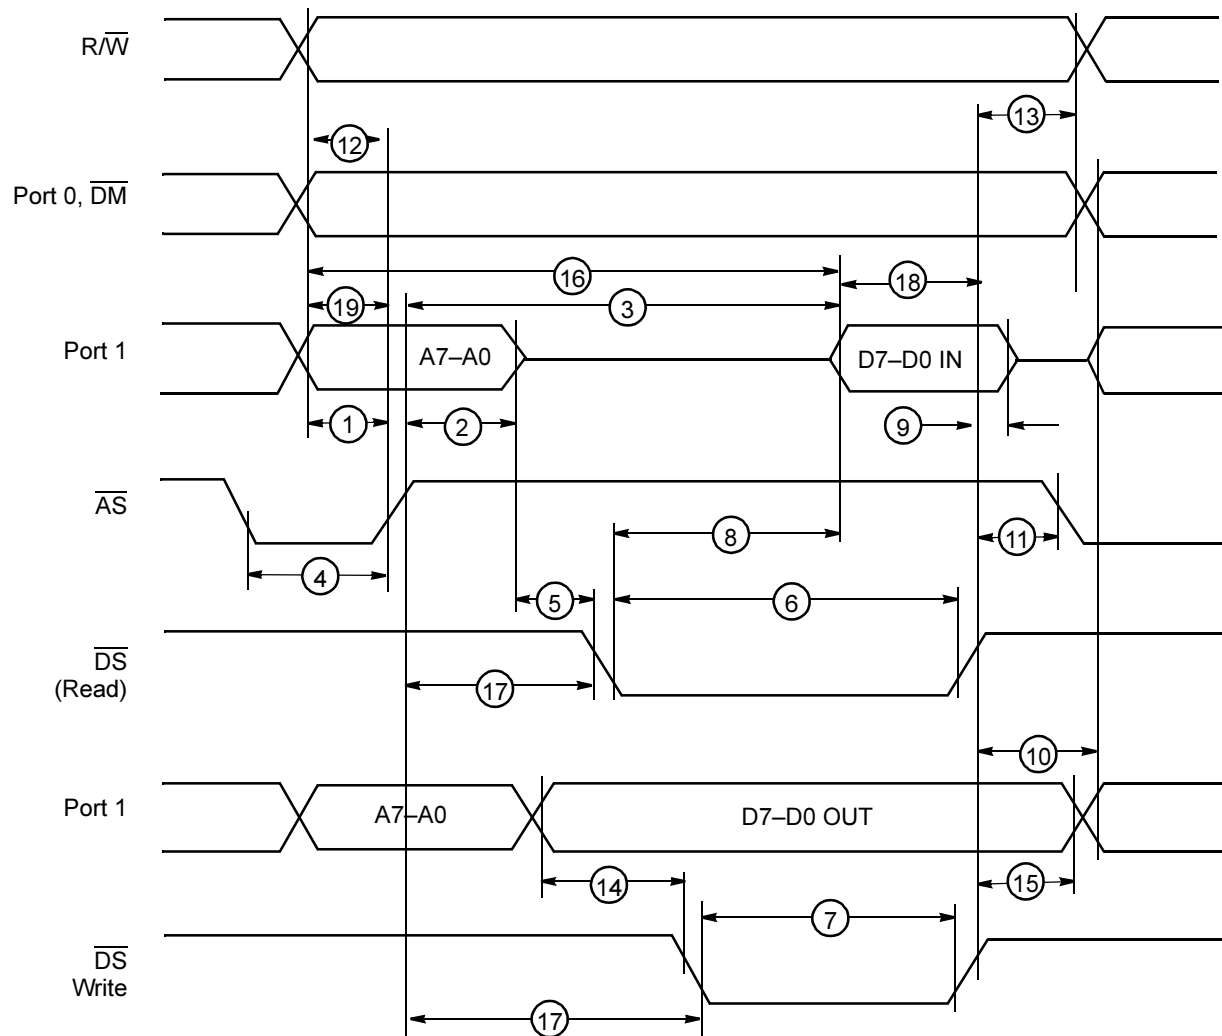 R/W̅
13
12
Port 0, D̅M̅
16
18
19
3
Port 1
A7–A0
D7–D0 IN
1
2
9
A̅S̅
8
11
4
5
6
D̅S̅
(Read)
17
10
Port 1
A7–A0
D7–D0 OUT
14
15
7
D̅S̅
Write
17